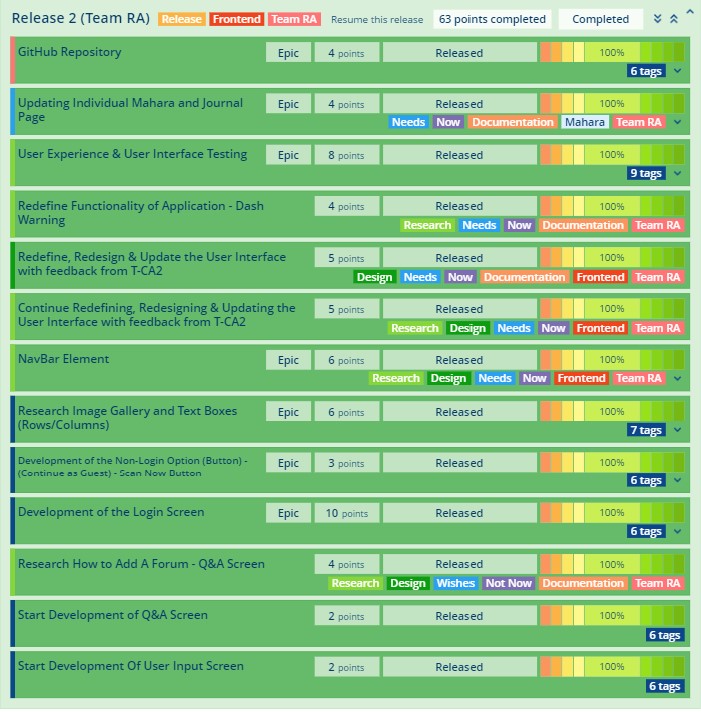 Release 2 (Team RA) Release Frontend Team RA Resume this release 63 points completed Completed
GitHub Repository Epic 4 points Released 100%
6 tags
Updating Individual Mahara and Journal Epic 4 points Released 100%
Page
Needs Now Documentation Mahara Team RA
User Experience & User Interface Testing Epic 8 points Released 100%
9 tags
Redefine Functionality of Application - Dash 4 points Released 100%
Warning
Research Needs Now Documentation Team RA
Redefine, Redesign & Update the User Interface 5 points Released 100%
with feedback from T-CA2
Design Needs Now Documentation Frontend Team RA
Continue Redefining, Redesigning & Updating the 5 points Released 100%
User Interface with feedback from T-CA2
Research Design Needs Now Frontend Team RA
NavBar Element Epic 6 points Released 100%
Research Design Needs Now Frontend Team RA
Research Image Gallery and Text Boxes Epic 6 points Released 100%
(Rows/Columns)
7 tags
Development of the Non-Login Option (Button) - Epic 3 points Released 100%
(Continue as Guest) - Scan Now Button
6 tags
Development of the Login Screen Epic 10 points Released 100%
6 tags
Research How to Add A Forum - Q&A Screen 4 points Released 100%
Research Design Wishes Not Now Documentation Team RA
Start Development of Q&A Screen 2 points Released 100%
6 tags
Start Development Of User Input Screen 2 points Released 100%
6 tags